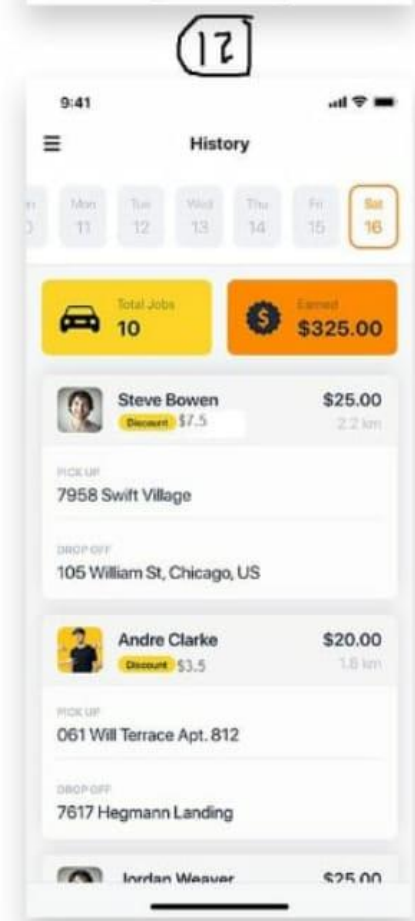 12
9:41
History
Mon Tue Wed Thu Fri Sat
11 12 13 14 15 16
Total Jobs
10
Earned
$325.00
Steve Bowen $25.00
Discount $7.5 2.2 km
PICK UP
7958 Swift Village
DROP OFF
105 William St, Chicago, US
Andre Clarke $20.00
Discount $3.5 1.8 km
PICK UP
061 Will Terrace Apt. 812
DROP OFF
7617 Hegmann Landing
Jordan Weaver $25.00